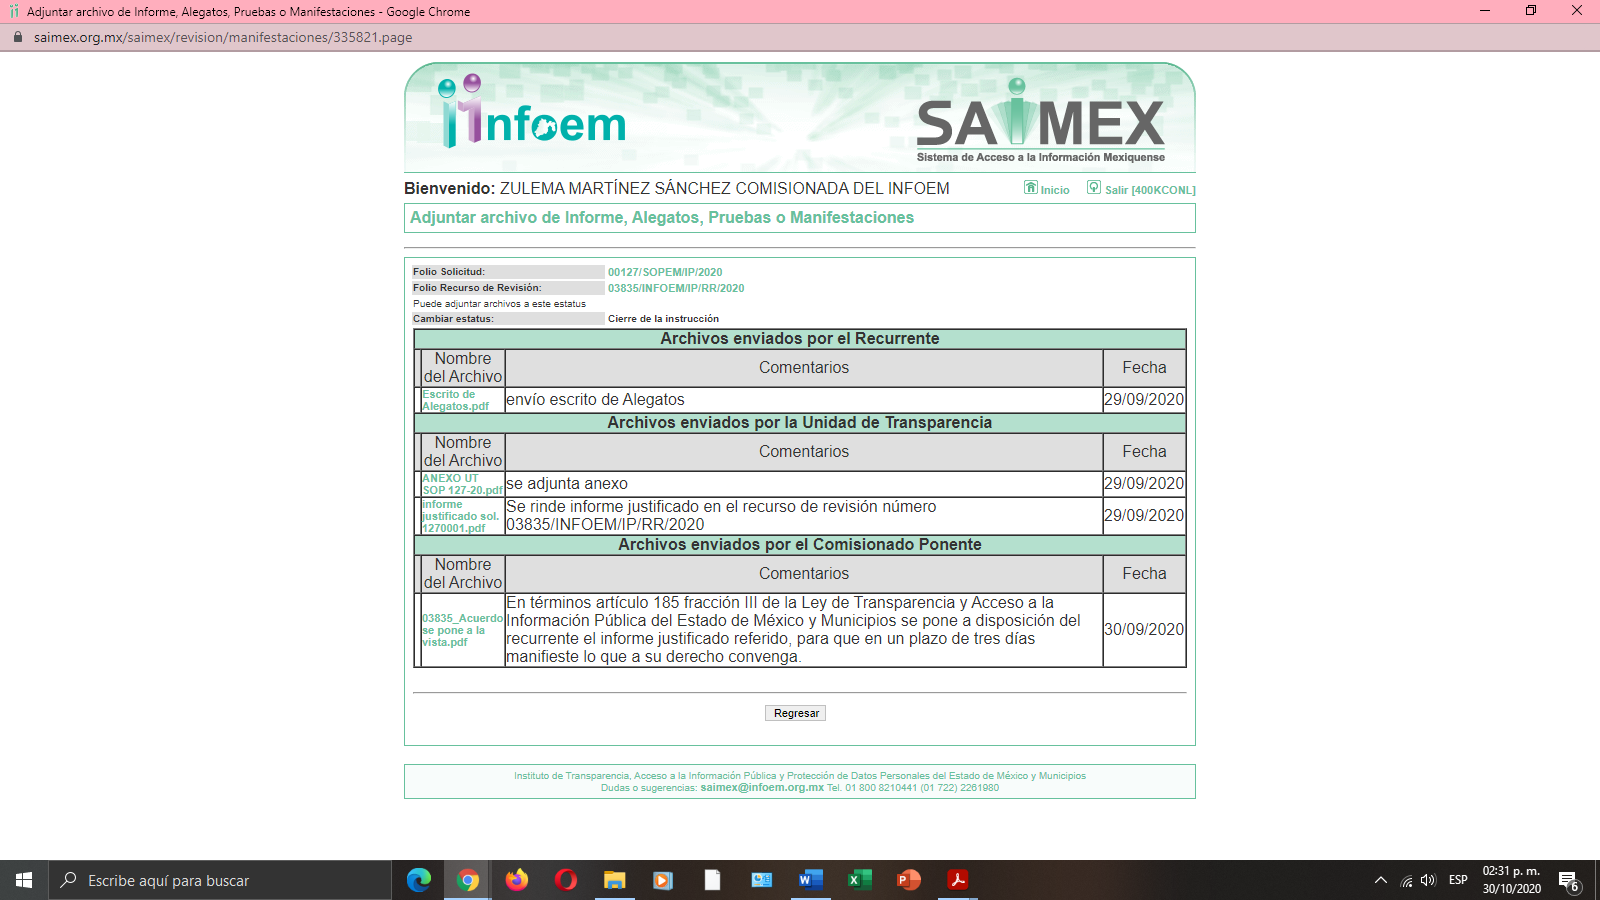 Adjuntar archivo de Informe, Alegatos, Pruebas o Manifestaciones - Google Chrome
saimex.org.mx/saimex/revision/manifestaciones/335821.page
infoem
SAIMEX
Sistema de Acceso a la Información Mexiquense
Bienvenido: ZULEMA MARTÍNEZ SÁNCHEZ COMISIONADA DEL INFOEM
Inicio
Salir [400KCONL]
Adjuntar archivo de Informe, Alegatos, Pruebas o Manifestaciones
Folio Solicitud: 00127/SOPEM/IP/2020
Folio Recurso de Revisión: 03835/INFOEM/IP/RR/2020
Puede adjuntar archivos a este estatus
Cambiar estatus: Cierre de la instrucción
Archivos enviados por el Recurrente
Nombre del Archivo
Comentarios
Fecha
Escrito de
Alegatos.pdf
envío escrito de Alegatos
29/09/2020
Archivos enviados por la Unidad de Transparencia
Nombre del Archivo
Comentarios
Fecha
ANEXO UT
SOP 127-20.pdf
se adjunta anexo
29/09/2020
informe
justificado sol.
1270001.pdf
Se rinde informe justificado en el recurso de revisión número
03835/INFOEM/IP/RR/2020
29/09/2020
Archivos enviados por el Comisionado Ponente
Nombre del Archivo
Comentarios
Fecha
03835_Acuerdo
se pone a la
vista.pdf
En términos artículo 185 fracción III de la Ley de Transparencia y Acceso a la
Información Pública del Estado de México y Municipios se pone a disposición del
recurrente el informe justificado referido, para que en un plazo de tres días
manifieste lo que a su derecho convenga.
30/09/2020
Regresar
Instituto de Transparencia, Acceso a la Información Pública y Protección de Datos Personales del Estado de México y Municipios
Dudas o sugerencias: saimex@infoem.org.mx Tel. 01 800 8210441 (01 722) 2261980
Escribe aquí para buscar
ESP
02:31 p. m.
30/10/2020
6